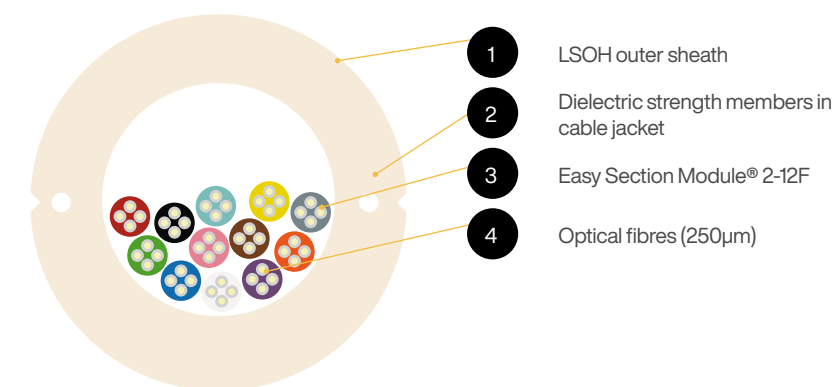 1 LSOH outer sheath
2 Dielectric strength members in
cable jacket
3 Easy Section Module® 2-12F
4 Optical fibres (250µm)